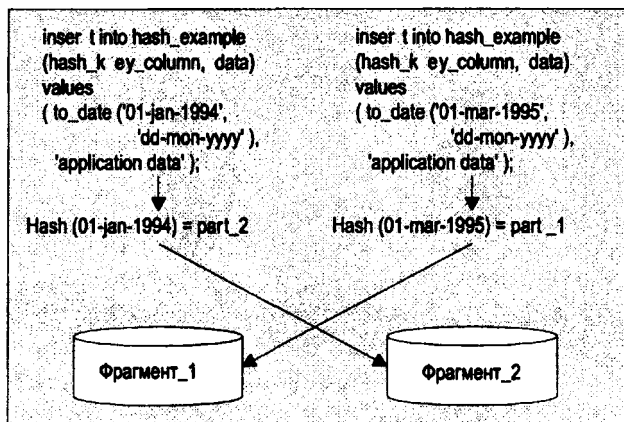 inser t into hash_example
(hash_k ey_column, data)
values
( to_date ('01-jan-1994',
'dd-mon-yyyy' ),
'application data' );
Hash (01-jan-1994) = part_2
inser t into hash_example
(hash_k ey_column, data)
values
( to_date ('01-mar-1995',
'dd-mon-yyyy' ),
'application data' );
Hash (01-mar-1995) = part _1
Фрагмент_1
Фрагмент_2